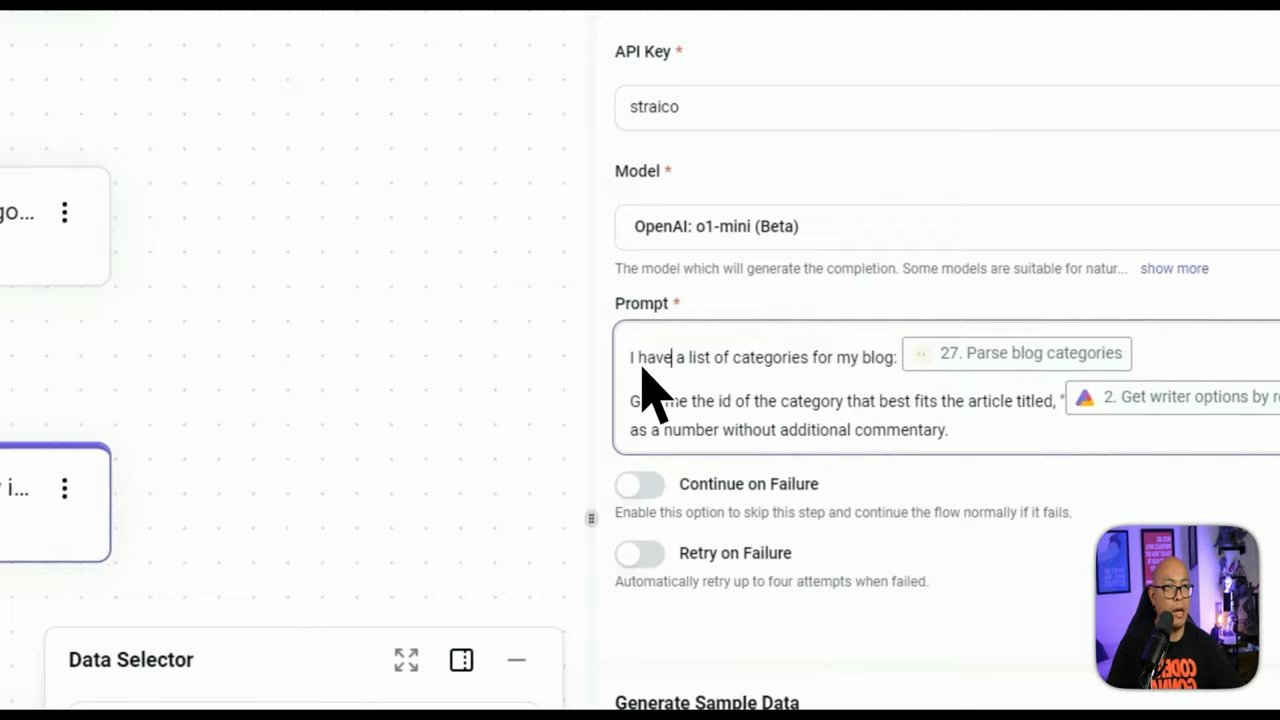 API Key *
straico
Model *
go...
OpenAI: o1-mini (Beta)
The model which will generate the completion. Some models are suitable for natur... show more
Prompt *
I have a list of categories for my blog: 27. Parse blog categories
me the id of the category that best fits the article titled, " 2. Get writer options by r
as a number without additional commentary.
i...
Continue on Failure
Enable this option to skip this step and continue the flow normally if it fails.
Retry on Failure
Automatically retry up to four attempts when failed.
Data Selector
Generate Sample Data